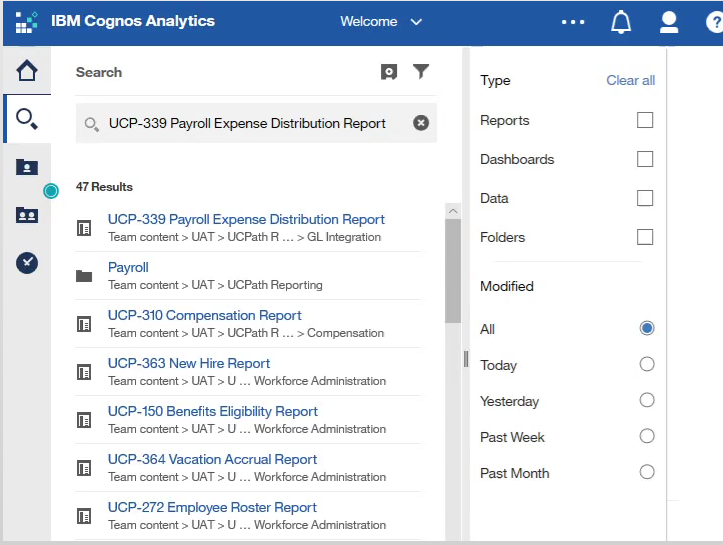 IBM Cognos Analytics
Welcome
?
Search
UCP-339 Payroll Expense Distribution Report
47 Results
UCP-339 Payroll Expense Distribution Report
Team content > UAT > UCPath R ... > GL Integration
Payroll
Team content > UAT > UCPath Reporting
UCP-310 Compensation Report
Team content > UAT > UCPath R ... > Compensation
UCP-363 New Hire Report
Team content > UAT > U ... Workforce Administration
UCP-150 Benefits Eligibility Report
Team content > UAT > U ... Workforce Administration
UCP-364 Vacation Accrual Report
Team content > UAT > U ... Workforce Administration
UCP-272 Employee Roster Report
Team content > UAT > U ... Workforce Administration
Type Clear all
Reports
Dashboards
Data
Folders
Modified
All
Today
Yesterday
Past Week
Past Month